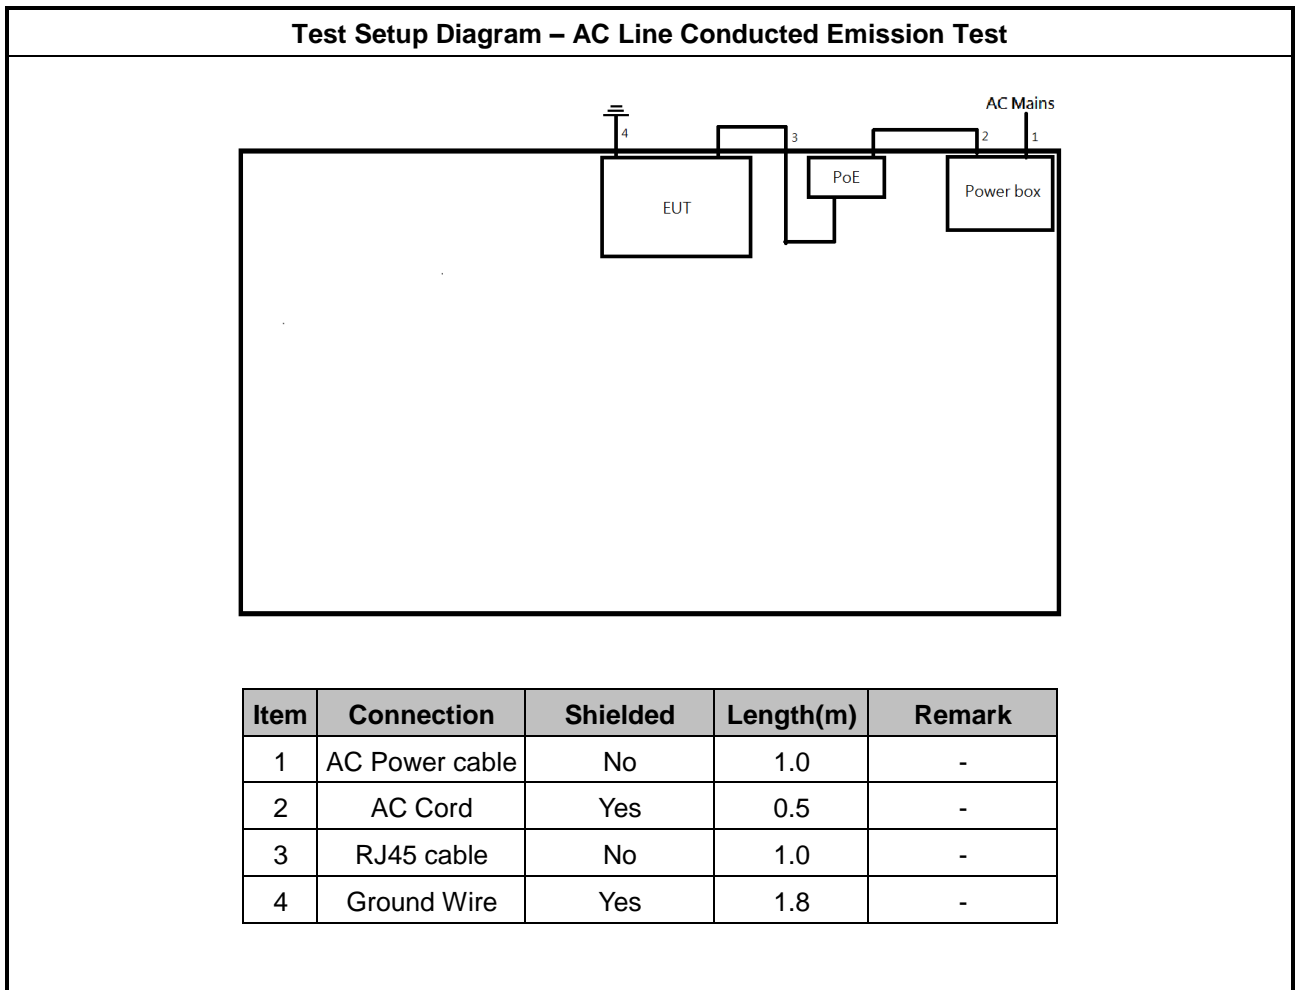 Test Setup Diagram – AC Line Conducted Emission Test
AC Mains
4
3
2
1
EUT
PoE
Power box
Item Connection Shielded Length(m) Remark
1 AC Power cable No 1.0 -
2 AC Cord Yes 0.5 -
3 RJ45 cable No 1.0 -
4 Ground Wire Yes 1.8 -